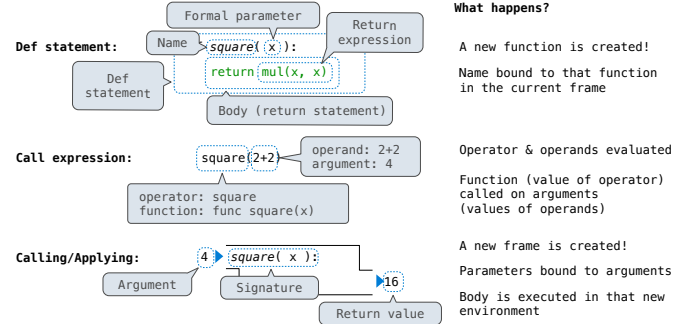 What happens?
Formal parameter
Return
expression
Def statement:
Name
square( x ):
A new function is created!
return mul(x, x)
Name bound to that function
in the current frame
Def
statement
Body (return statement)
Call expression:
square(2+2)
operand: 2+2
argument: 4
Operator & operands evaluated
operator: square
function: func square(x)
Function (value of operator)
called on arguments
(values of operands)
Calling/Applying:
4
square( x ):
A new frame is created!
Argument
Signature
16
Parameters bound to arguments
Return value
Body is executed in that new
environment